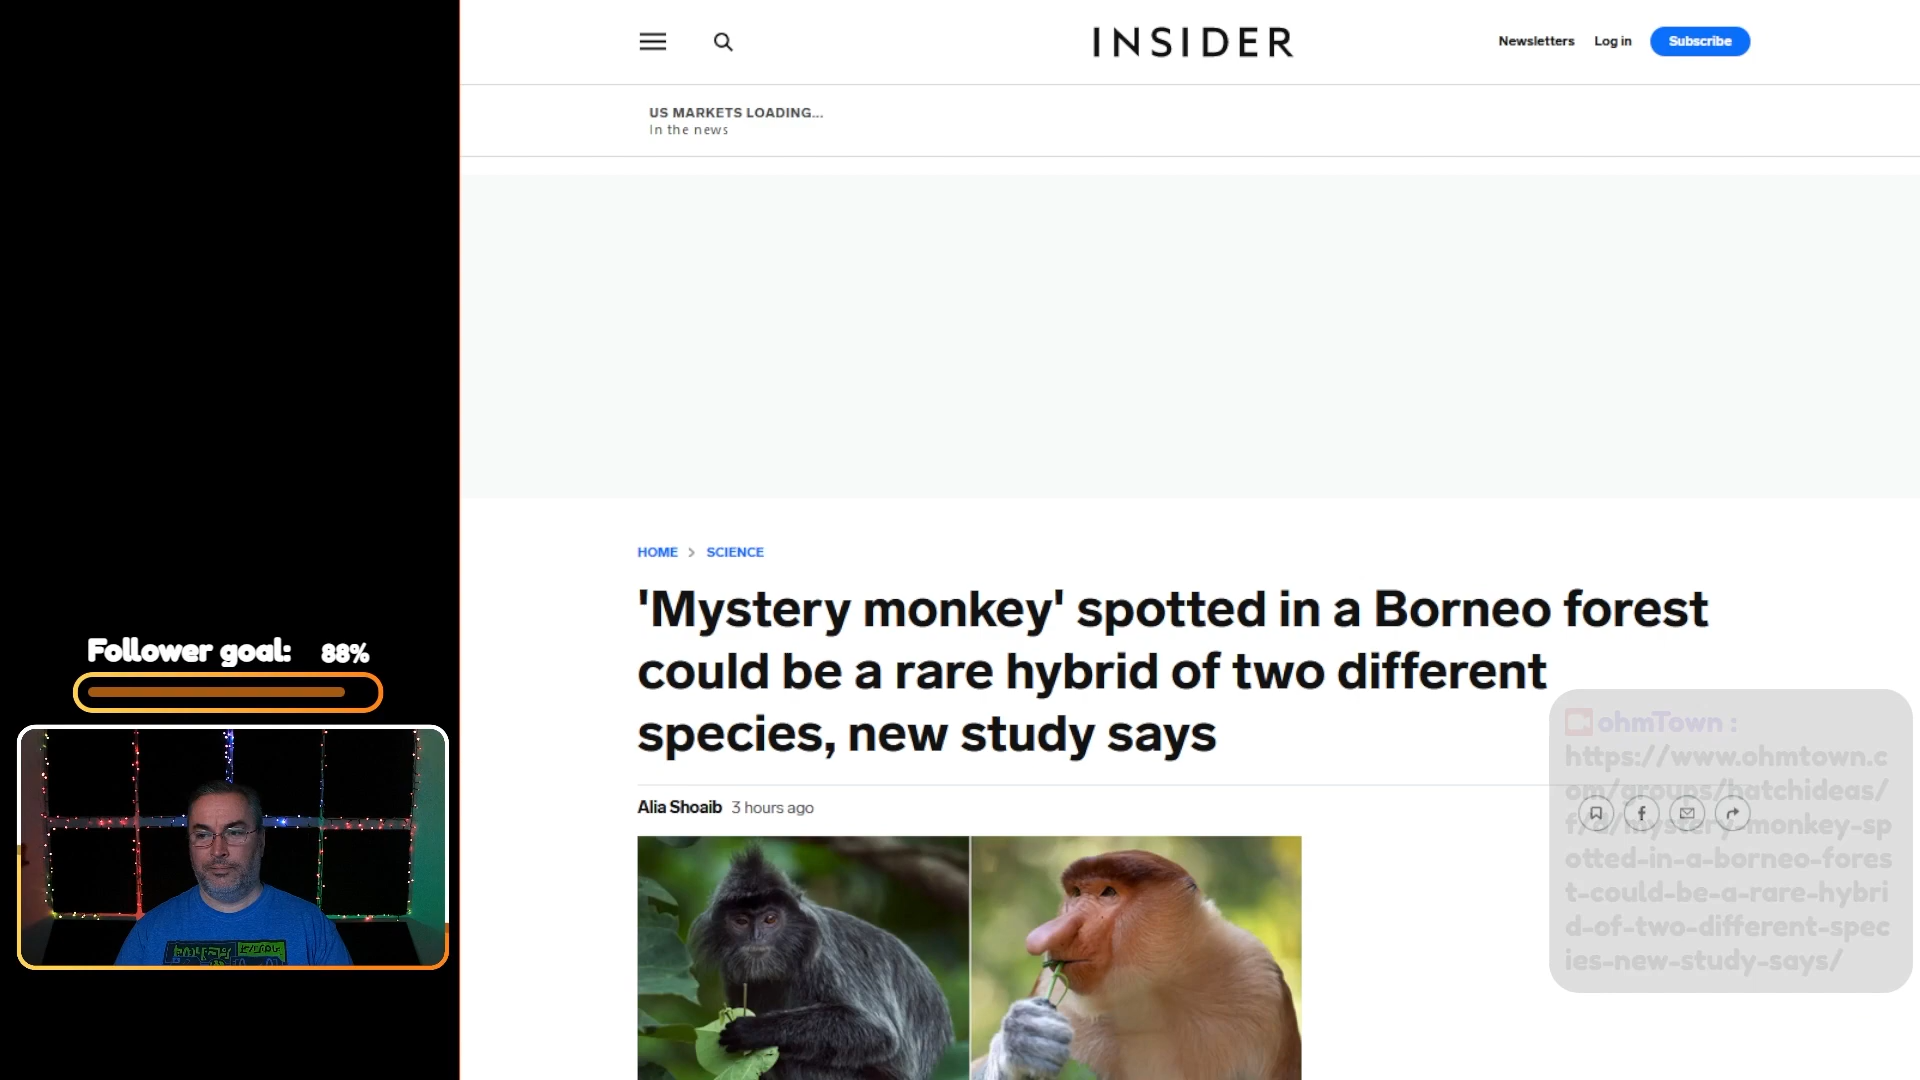 INSIDER
Newsletters Log in Subscribe
US MARKETS LOADING...
In the news
HOME > SCIENCE
'Mystery monkey' spotted in a Borneo forest
could be a rare hybrid of two different
species, new study says
Alia Shoaib 3 hours ago
Follower goal: 88%
ohmTown :
https://www.ohmtown.c
om/groups/hatchideas/
f/d/mystery-monkey-sp
otted-in-a-borneo-fores
t-could-be-a-rare-hybri
d-of-two-different-spec
ies-new-study-says/